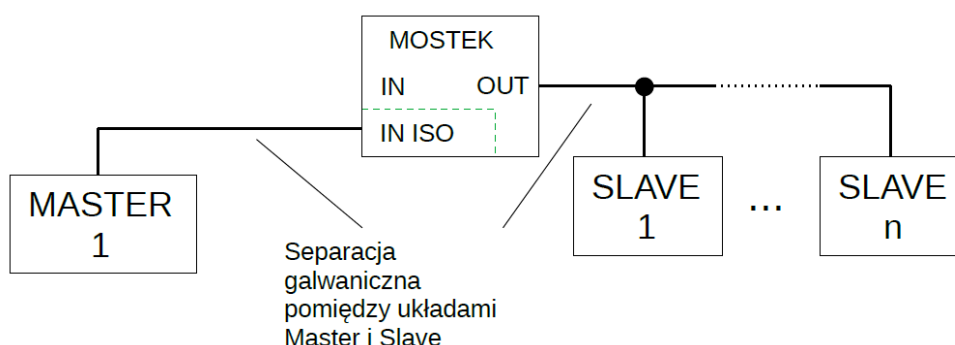 MOSTEK
IN OUT
IN ISO
MASTER
1
SLAVE
1
...
SLAVE
n
Separacja
galwaniczna
pomiędzy układami
Master i Slave